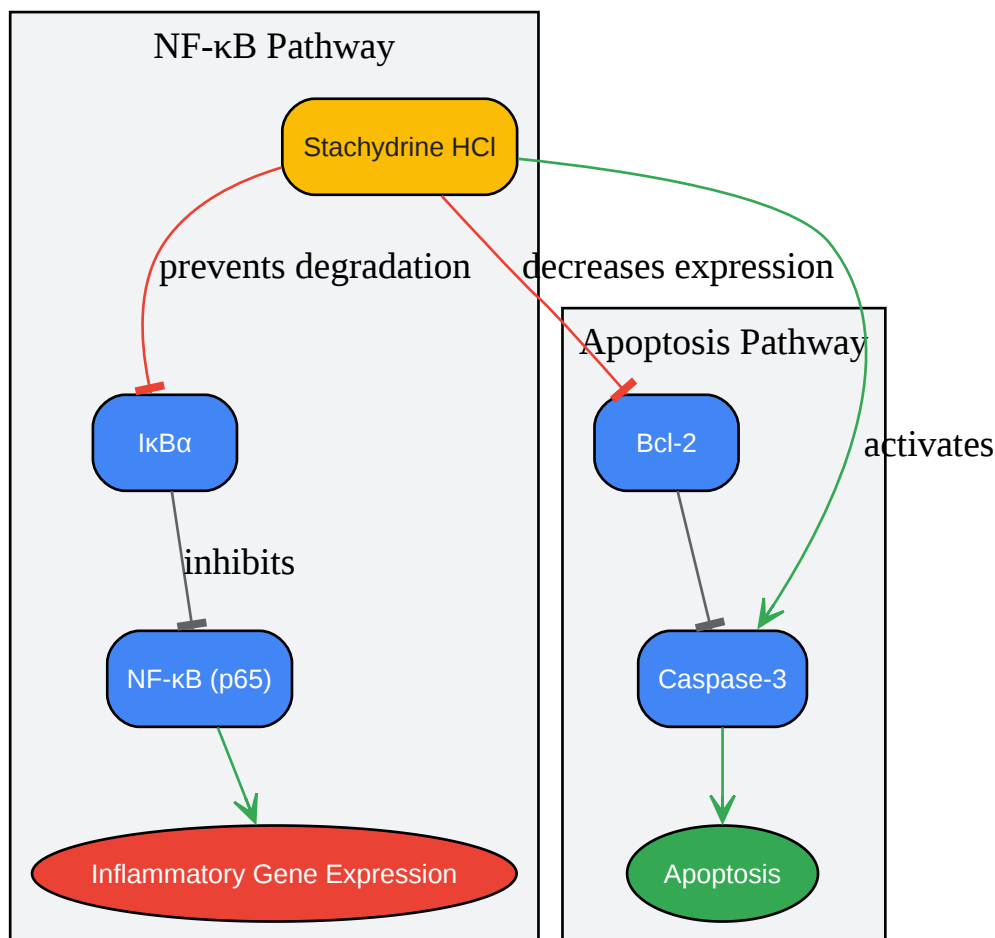 NF-κB Pathway
Stachydrine HCl
prevents degradation
decreases expression
Apoptosis Pathway
IκBα
Bcl-2
activates
inhibits
NF-κB (p65)
Caspase-3
Inflammatory Gene Expression
Apoptosis